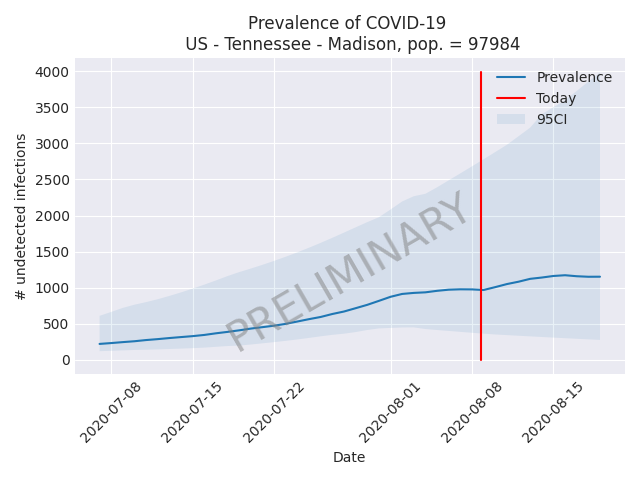 Prevalence of COVID-19
US - Tennessee - Madison, pop. = 97984
4000
3500
3000
2500
2000
1500
1000
500
0
# undetected infections
Prevalence
Today
95CI
PRELIMINARY
2020-07-08
2020-07-15
2020-07-22
2020-08-01
2020-08-08
2020-08-15
Date